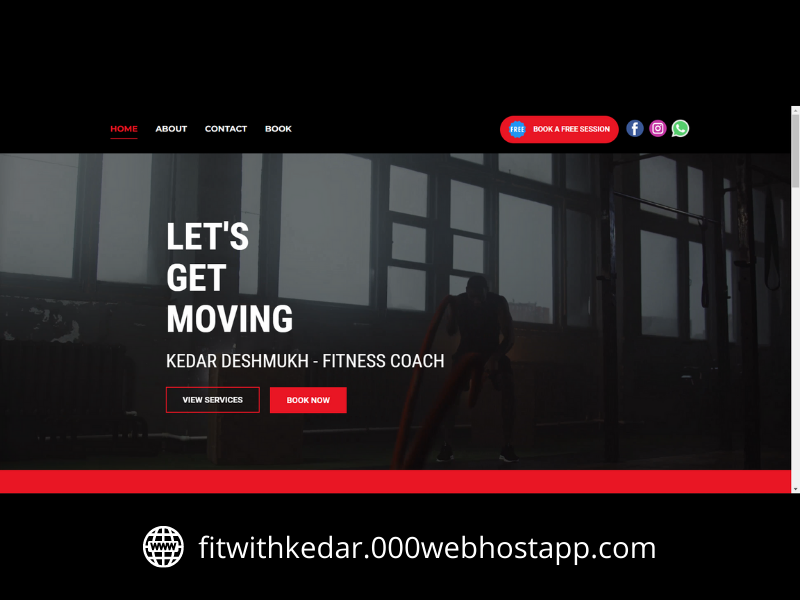 HOME ABOUT CONTACT BOOK FREE BOOK A FREE SESSION
LET'S
GET
MOVING
KEDAR DESHMUKH - FITNESS COACH
VIEW SERVICES BOOK NOW
WWW fitwithkedar.000webhostapp.com